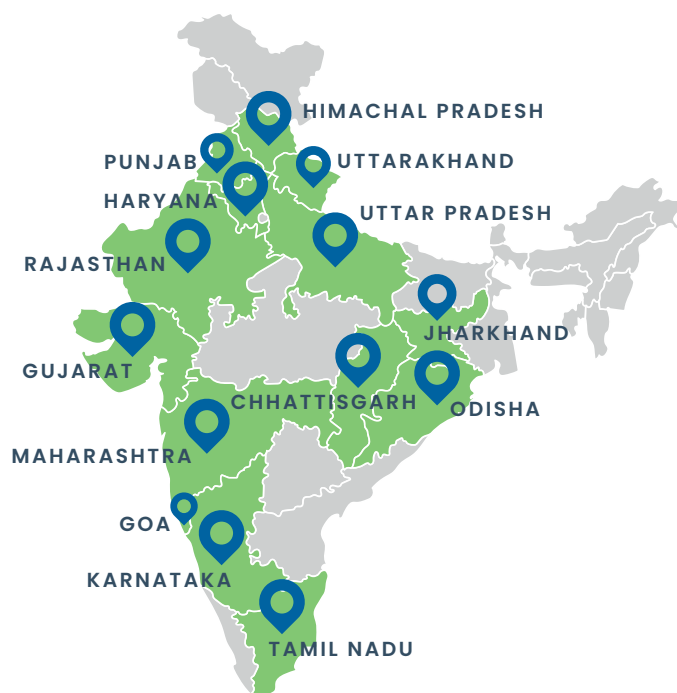 HIMACHAL PRADESH
PUNJAB
UTTARAKHAND
HARYANA
UTTAR PRADESH
RAJASTHAN
JHARKHAND
GUJARAT
CHHATTISGARH
ODISHA
MAHARASHTRA
GOA
KARNATAKA
TAMIL NADU